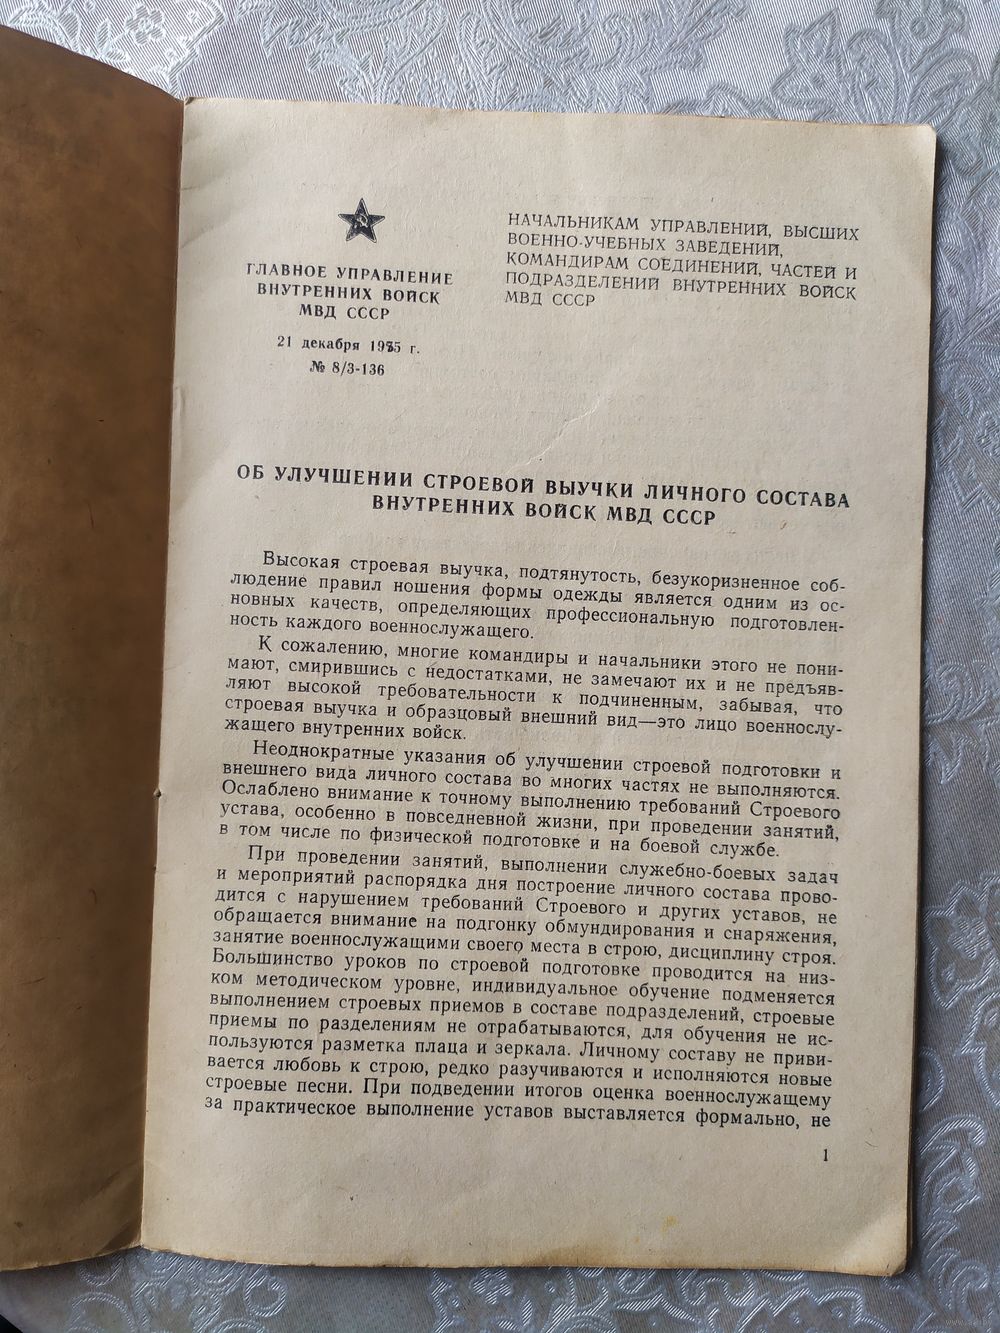 ГЛАВНОЕ УПРАВЛЕНИЕ
ВНУТРЕННИХ ВОЙСК
МВД СССР
21 декабря 1975 г.
№ 8/3-136
НАЧАЛЬНИКАМ УПРАВЛЕНИЙ, ВЫСШИХ
ВОЕННО-УЧЕБНЫХ ЗАВЕДЕНИЙ,
КОМАНДИРАМ СОЕДИНЕНИЙ, ЧАСТЕЙ И
ПОДРАЗДЕЛЕНИЙ ВНУТРЕННИХ ВОЙСК
МВД СССР
ОБ УЛУЧШЕНИИ СТРОЕВОЙ ВЫУЧКИ ЛИЧНОГО СОСТАВА
ВНУТРЕННИХ ВОЙСК МВД СССР
Высокая строевая выучка, подтянутость, безукоризненное соб-
людение правил ношения формы одежды является одним из ос-
новных качеств, определяющих профессиональную подготовлен-
ность каждого военнослужащего.
К сожалению, многие командиры и начальники этого не пони-
мают, смирившись с недостатками, не замечают их и не предъяв-
ляют высокой требовательности к подчиненным, забывая, что
строевая выучка и образцовый внешний вид—это лицо военнослу-
жащего внутренних войск.
Неоднократные указания об улучшении строевой подготовки и
внешнего вида личного состава во многих частях не выполняются.
Ослаблено внимание к точному выполнению требований Строевого
устава, особенно в повседневной жизни, при проведении занятий,
в том числе по физической подготовке и на боевой службе.
При проведении занятий, выполнении служебно-боевых задач
и мероприятий распорядка дня построение личного состава прово-
дится с нарушением требований Строевого и других уставов, не
обращается внимание на подгонку обмундирования и снаряжения,
занятие военнослужащими своего места в строю, дисциплину строя.
Большинство уроков по строевой подготовке проводится на низ-
ком методическом уровне, индивидуальное обучение подменяется
выполнением строевых приемов в составе подразделений, строевые
приемы по разделениям не отрабатываются, для обучения не ис-
пользуются разметка плаца и зеркала. Личному составу не приви-
вается любовь к строю, редко разучиваются и исполняются новые
строевые песни. При подведении итогов оценка военнослужащему
за практическое выполнение уставов выставляется формально, не
1